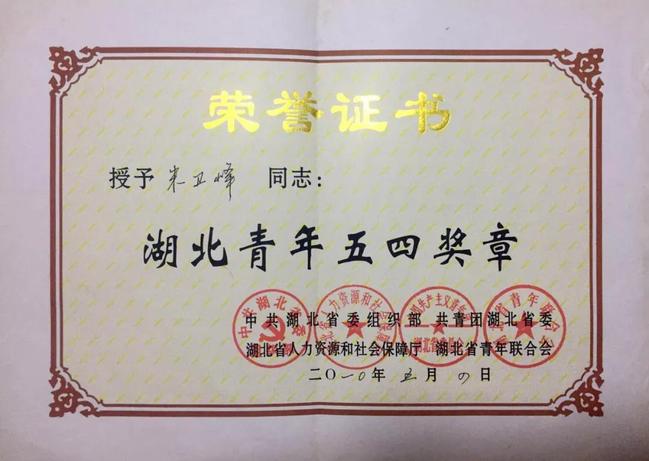 荣誉证书
授予 朱卫峰 同志：
湖北青年五四奖章
中共湖北省委组织部 共青团湖北省委
湖北省人力资源和社会保障厅 湖北省青年联合会
二〇一〇年五月四日